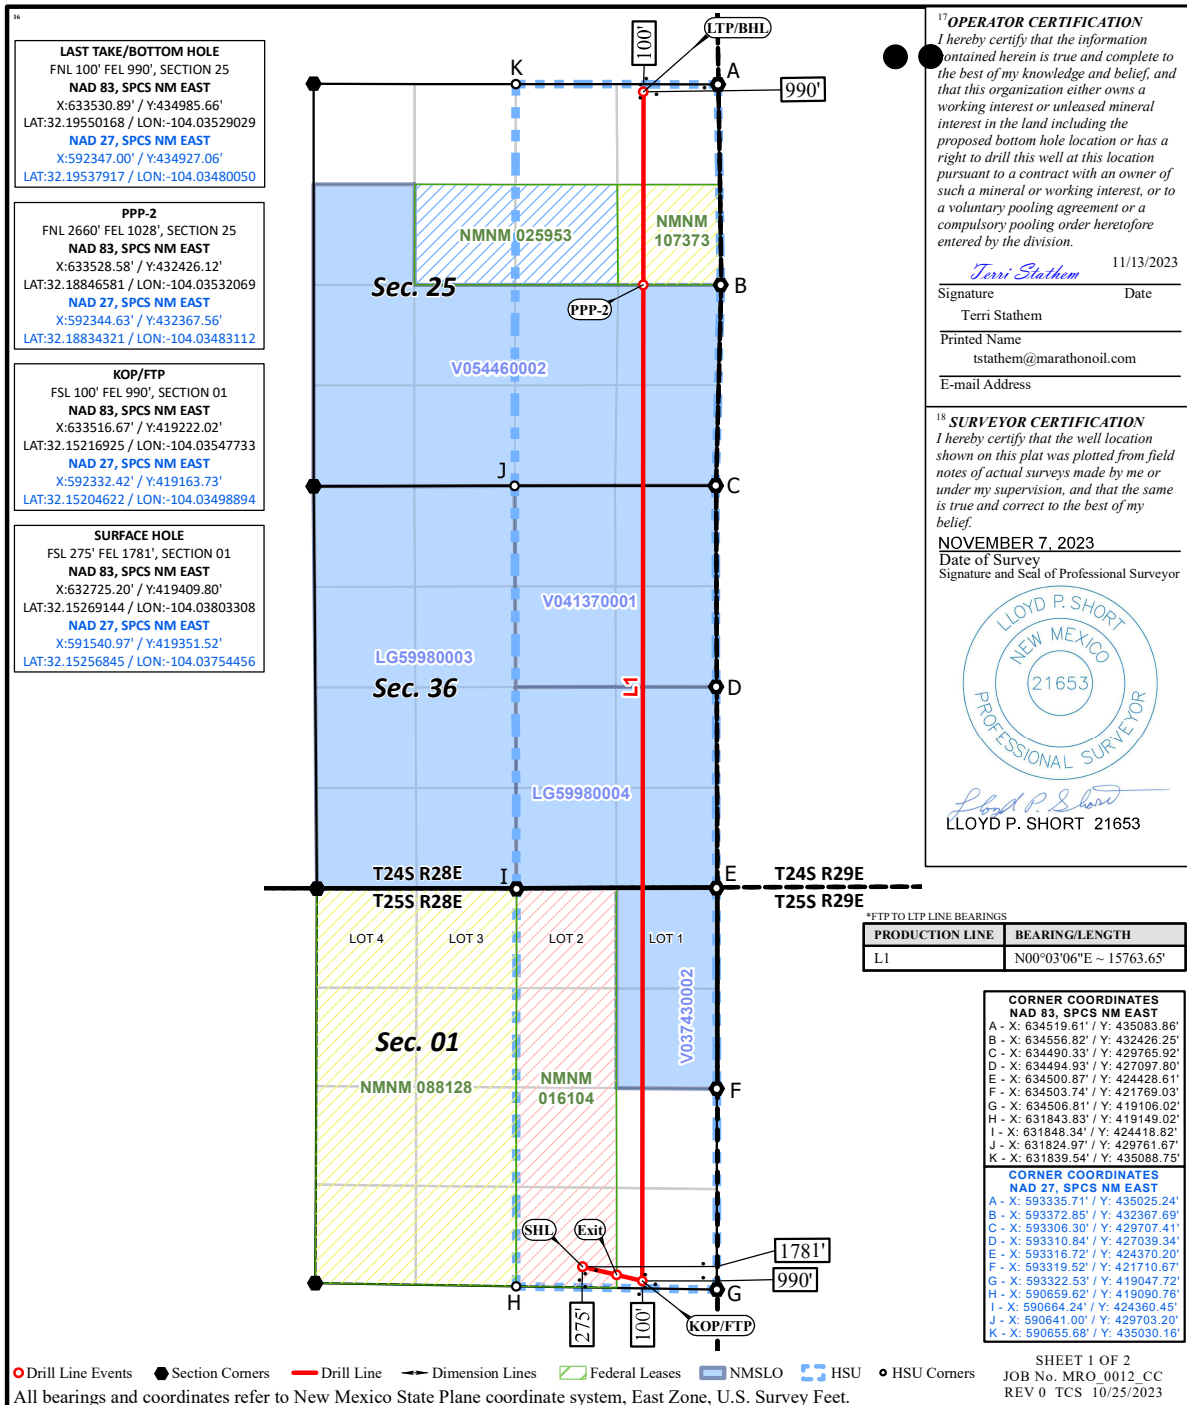 16
LAST TAKE/BOTTOM HOLE
FNL 100' FEL 990', SECTION 25
NAD 83, SPCS NM EAST
X:633530.89' / Y:434985.66'
LAT:32.19550168 / LON:-104.03529029
NAD 27, SPCS NM EAST
X:592347.00' / Y:434927.06'
LAT:32.19537917 / LON:-104.03480050
PPP-2
FNL 2660' FEL 1028', SECTION 25
NAD 83, SPCS NM EAST
X:633528.58' / Y:432426.12'
LAT:32.18846581 / LON:-104.03532069
NAD 27, SPCS NM EAST
X:592344.63' / Y:432367.56'
LAT:32.18834321 / LON:-104.03483112
KOP/FTP
FSL 100' FEL 990', SECTION 01
NAD 83, SPCS NM EAST
X:633516.67' / Y:419222.02'
LAT:32.15216925 / LON:-104.03547733
NAD 27, SPCS NM EAST
X:592332.42' / Y:419163.73'
LAT:32.15204622 / LON:-104.03498894
SURFACE HOLE
FSL 275' FEL 1781', SECTION 01
NAD 83, SPCS NM EAST
X:632725.20' / Y:419409.80'
LAT:32.15269144 / LON:-104.03803308
NAD 27, SPCS NM EAST
X:591540.97' / Y:419351.52'
LAT:32.15256845 / LON:-104.03754456
100'
LTP/BHL
K
A
990'
NMNM 025953
NMNM
107373
Sec. 25
B
PPP-2
V054460002
J
C
V041370001
LG59980003
Sec. 36
L1
D
LG59980004
T24S R28E
I
E
T24S R29E
T25S R28E
T25S R29E
LOT 4
LOT 3
LOT 2
LOT 1
V037430002
Sec. 01
NMNM 088128
NMNM
016104
F
SHL
Exit
1781'
990'
H
G
275'
100'
KOP/FTP
17 OPERATOR CERTIFICATION
I hereby certify that the information
contained herein is true and complete to
the best of my knowledge and belief, and
that this organization either owns a
working interest or unleased mineral
interest in the land including the
proposed bottom hole location or has a
right to drill this well at this location
pursuant to a contract with an owner of
such a mineral or working interest, or to
a voluntary pooling agreement or a
compulsory pooling order heretofore
entered by the division.
Terri Stathem 11/13/2023
Signature Date
Terri Stathem
Printed Name
tstathem@marathonoil.com
E-mail Address
18 SURVEYOR CERTIFICATION
I hereby certify that the well location
shown on this plat was plotted from field
notes of actual surveys made by me or
under my supervision, and that the same
is true and correct to the best of my
belief.
NOVEMBER 7, 2023
Date of Survey
Signature and Seal of Professional Surveyor
LLOYD P. SHORT
NEW MEXICO
21653
PROFESSIONAL SURVEYOR
Lloyd P. Short
LLOYD P. SHORT 21653
*FTP TO LTP LINE BEARINGS
PRODUCTION LINE BEARING/LENGTH
L1 N00°03'06"E ~ 15763.65'
CORNER COORDINATES
NAD 83, SPCS NM EAST
A - X: 634519.61' / Y: 435083.86'
B - X: 634556.82' / Y: 432426.25'
C - X: 634490.33' / Y: 429765.92'
D - X: 634494.93' / Y: 427097.80'
E - X: 634500.87' / Y: 424428.61'
F - X: 634503.74' / Y: 421769.03'
G - X: 634506.81' / Y: 419106.02'
H - X: 631843.83' / Y: 419149.02'
I - X: 631848.34' / Y: 424418.82'
J - X: 631824.97' / Y: 429761.67'
K - X: 631839.54' / Y: 435088.75'
CORNER COORDINATES
NAD 27, SPCS NM EAST
A - X: 593335.71' / Y: 435025.24'
B - X: 593372.85' / Y: 432367.69'
C - X: 593306.30' / Y: 429707.41'
D - X: 593310.84' / Y: 427039.34'
E - X: 593316.72' / Y: 424370.20'
F - X: 593319.52' / Y: 421710.67'
G - X: 593322.53' / Y: 419047.72'
H - X: 590659.62' / Y: 419090.76'
I - X: 590664.24' / Y: 424360.45'
J - X: 590641.00' / Y: 429703.20'
K - X: 590655.68' / Y: 435030.16'
Drill Line Events Section Corners Drill Line Dimension Lines Federal Leases NMSLO HSU HSU Corners
All bearings and coordinates refer to New Mexico State Plane coordinate system, East Zone, U.S. Survey Feet.
SHEET 1 OF 2
JOB No. MRO_0012_CC
REV 0 TCS 10/25/2023